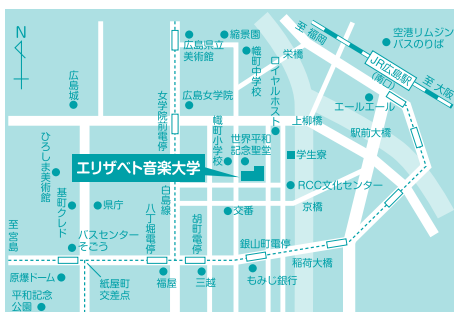 N
広島県立
美術館
縮景園
幟町中学校
栄橋
至福岡
空港リムジン
バスのりば
JR広島駅
(南口)
至大阪
広島城
女学院前電停
広島女学院
ロイヤルホスト
エールエール
上柳橋
駅前大橋
幟町小学校
世界平和
記念聖堂
学生寮
ひろしま美術館
エリザベト音楽大学
RCC文化センター
基町クレド
県庁
白島線
交番
京橋
至宮島
バスセンター
そごう
八丁堀電停
胡町電停
銀山町電停
稲荷大橋
原爆ドーム
紙屋町
交差点
福屋
三越
もみじ銀行
平和記念
公園